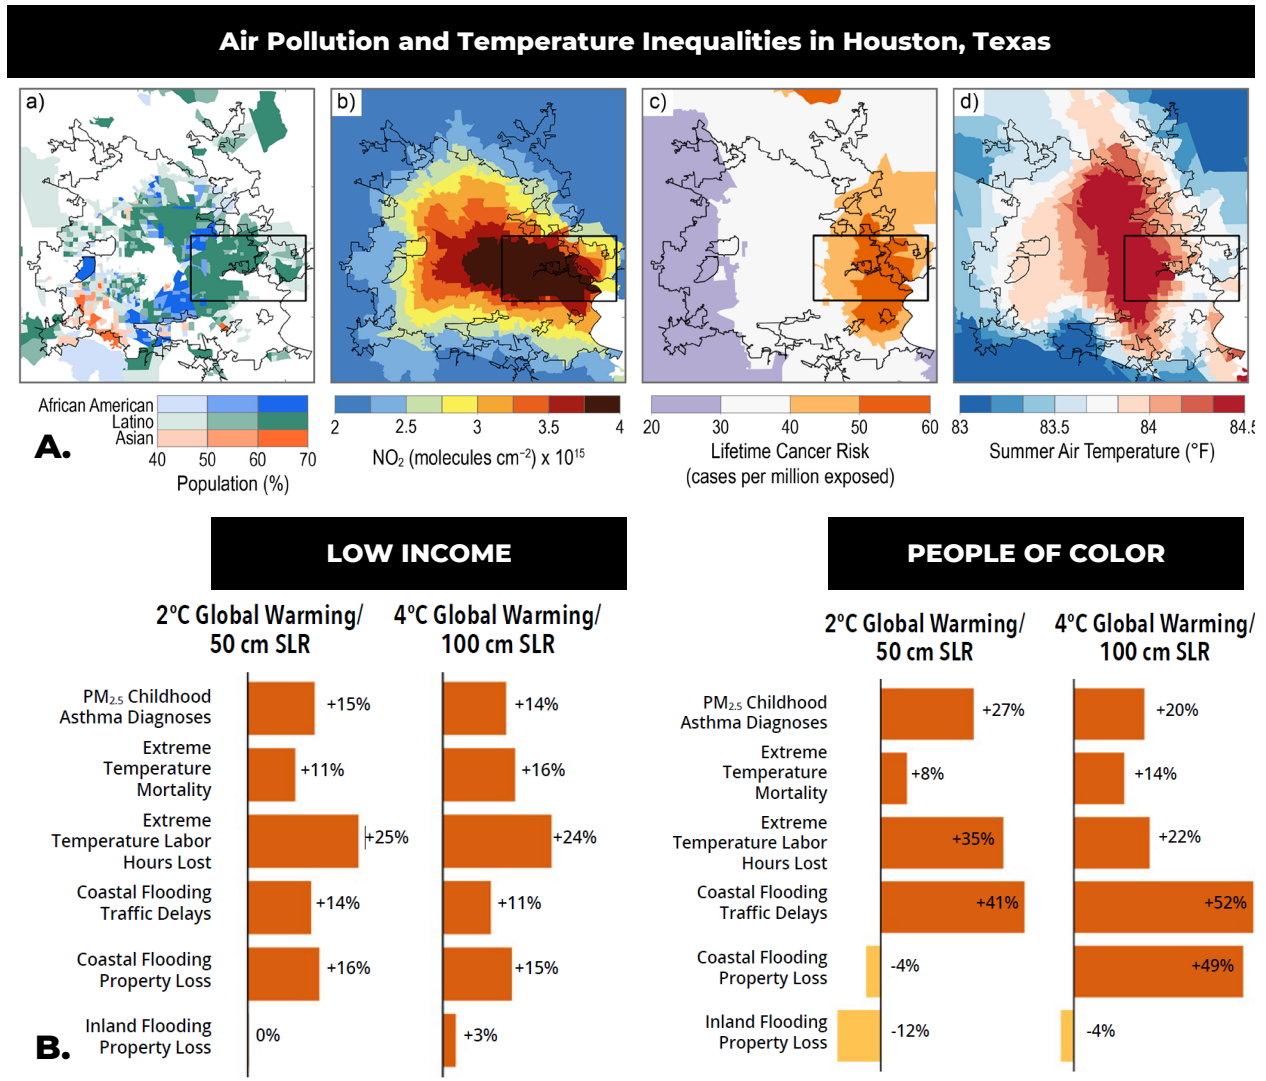 Air Pollution and Temperature Inequalities in Houston, Texas
a)
b)
c)
d)
African American
Latino
Asian
40 50 60 70
Population (%)
2 2.5 3 3.5 4
NO₂ (molecules cm⁻²) x 10¹⁵
20 30 40 50 60
Lifetime Cancer Risk
(cases per million exposed)
83 83.5 84 84.5
Summer Air Temperature (°F)
A.
LOW INCOME
2ºC Global Warming/
50 cm SLR
4ºC Global Warming/
100 cm SLR
PM₂.₅ Childhood
Asthma Diagnoses
+15%
+14%
Extreme
Temperature
Mortality
+11%
+16%
Extreme
Temperature Labor
Hours Lost
+25%
+24%
Coastal Flooding
Traffic Delays
+14%
+11%
Coastal Flooding
Property Loss
+16%
+15%
Inland Flooding
Property Loss
0%
+3%
B.
PEOPLE OF COLOR
2ºC Global Warming/
50 cm SLR
4ºC Global Warming/
100 cm SLR
PM₂.₅ Childhood
Asthma Diagnoses
+27%
+20%
Extreme
Temperature
Mortality
+8%
+14%
Extreme
Temperature Labor
Hours Lost
+35%
+22%
Coastal Flooding
Traffic Delays
+41%
+52%
Coastal Flooding
Property Loss
-4%
+49%
Inland Flooding
Property Loss
-12%
-4%